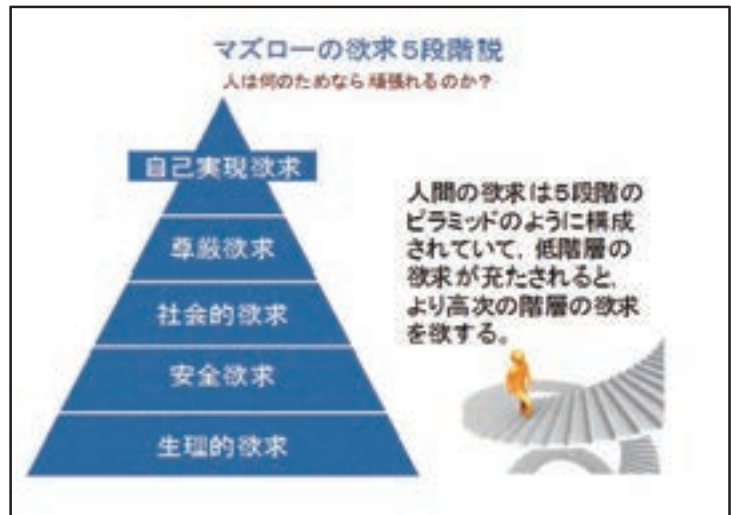 マズローの欲求5段階説
人は何のためなら頑張れるのか?
自己実現欲求
尊厳欲求
社会的欲求
安全欲求
生理的欲求
人間の欲求は5段階の
ピラミッドのように構成
されていて，低階層の
欲求が充たされると，
より高次の階層の欲求
を欲する。